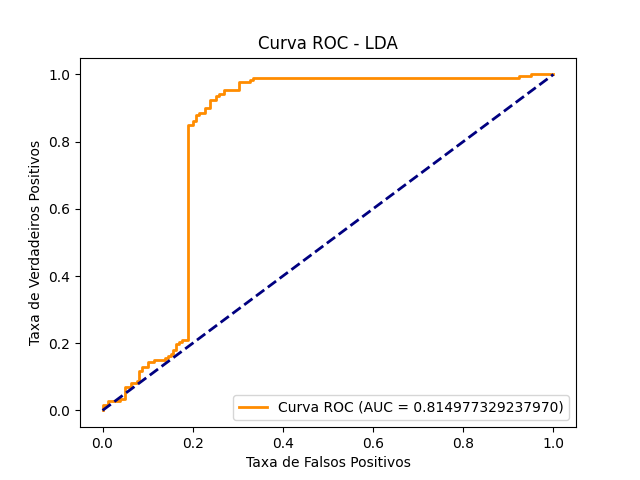 Curva ROC - LDA
Taxa de Verdadeiros Positivos
1.0
0.8
0.6
0.4
0.2
0.0
0.0 0.2 0.4 0.6 0.8 1.0
Taxa de Falsos Positivos
Curva ROC (AUC = 0.814977329237970)